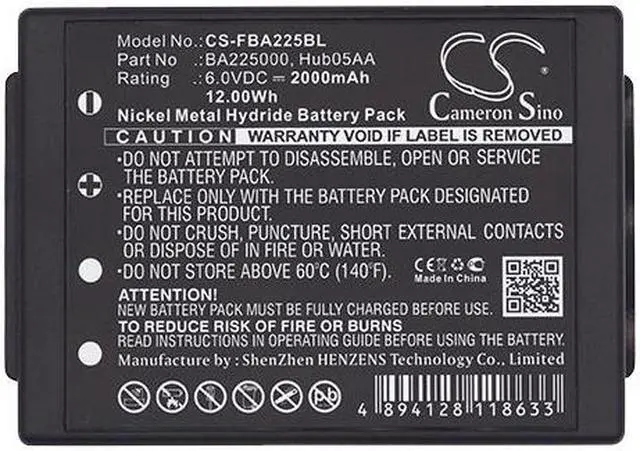 Model No.: CS-FBA225BL
Part No : BA225000, Hub05AA
Rating : 6.0VDC 2000mAh
12.00Wh
Nickel Metal Hydride Battery Pack
CS
Cameron Sino
CAUTION WARRANTY VOID IF LABEL IS REMOVED
•DO NOT ATTEMPT TO DISASSEMBLE, OPEN OR SERVICE
THE BATTERY PACK.
•REPLACE ONLY WITH THE BATTERY PACK DESIGNATED
FOR THIS PRODUCT.
•DO NOT CRUSH, PUNCTURE, SHORT EXTERNAL CONTACTS
OR DISPOSE OF IN FIRE OR WATER.
•DO NOT STORE ABOVE 60°C (140°F).
CE
Made In China
ATTENTION!
BATTERY MUST BE FULLY CHARGED BEFORE USE
TO REDUCE RISK OF FIRE OR BURNS
READ INSTRUCTIONS IN OPERATING GUIDE BEFORE USE.
Manufacture by : ShenZhen HENZENS Technology Co., Limited
Pb
4 894128 118633